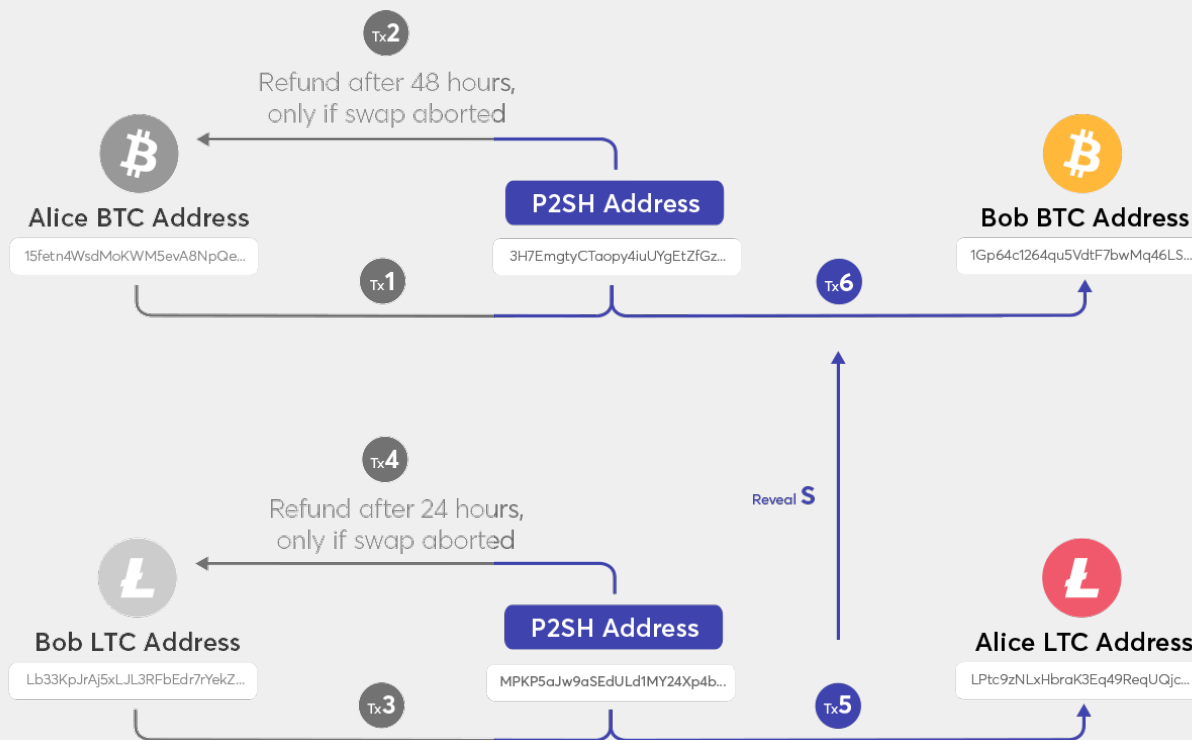 Tx2
Refund after 48 hours,
only if swap aborted
Alice BTC Address
15fetn4WsdMoKWM5evA8NpQe...
P2SH Address
3H7EmgtyCTaopy4iuUYgEtZfGz...
Bob BTC Address
1Gp64c1264qu5VdtF7bwMq46LS...
Tx1
Tx6
Tx4
Refund after 24 hours,
only if swap aborted
Reveal S
Bob LTC Address
Lb33KpJrAj5xLJL3RFbEdr7rYekZ...
P2SH Address
MPKP5aJw9aSEdULd1MY24Xp4b...
Alice LTC Address
LPtc9zNLxHbraK3Eq49ReqUQjc...
Tx3
Tx5